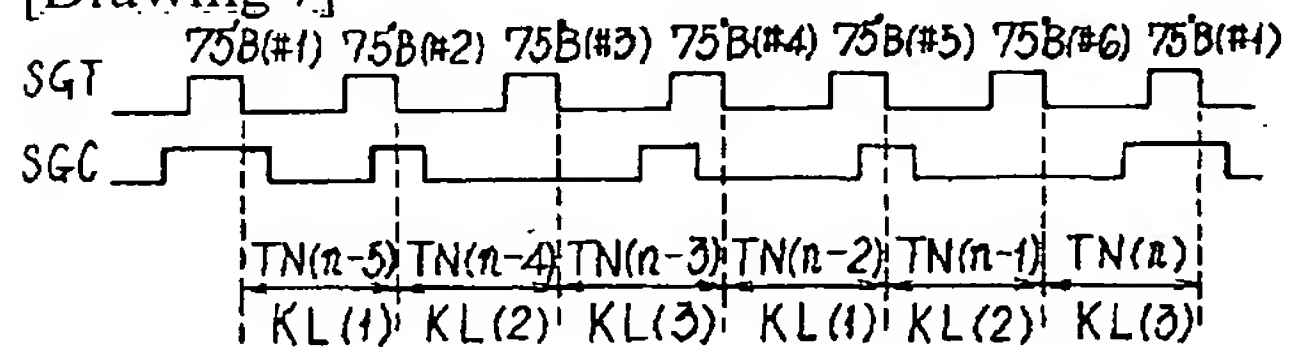 [Drawing 7]
75B(#1) 75B(#2) 75B(#3) 75B(#4) 75B(#5) 75B(#6) 75B(#1)
SGT
SGC
TN(n-5) TN(n-4) TN(n-3) TN(n-2) TN(n-1) TN(n)
KL(1) KL(2) KL(3) KL(1) KL(2) KL(3)